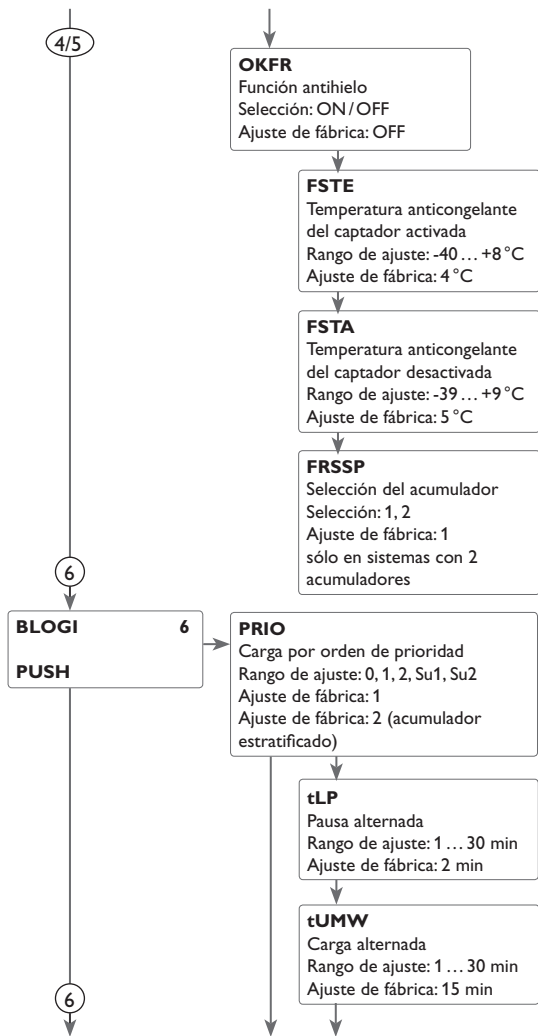 4/5
OKFR
Función antihielo
Selección: ON / OFF
Ajuste de fábrica: OFF
FSTE
Temperatura anticongelante
del captador activada
Rango de ajuste: -40 … +8 °C
Ajuste de fábrica: 4 °C
FSTA
Temperatura anticongelante
del captador desactivada
Rango de ajuste: -39 … +9 °C
Ajuste de fábrica: 5 °C
FRSSP
Selección del acumulador
Selección: 1, 2
Ajuste de fábrica: 1
sólo en sistemas con 2
acumuladores
6
BLOGI 6
PUSH
PRIO
Carga por orden de prioridad
Rango de ajuste: 0, 1, 2, Su1, Su2
Ajuste de fábrica: 1
Ajuste de fábrica: 2 (acumulador
estratificado)
tLP
Pausa alternada
Rango de ajuste: 1 … 30 min
Ajuste de fábrica: 2 min
tUMW
Carga alternada
Rango de ajuste: 1 … 30 min
Ajuste de fábrica: 15 min
6